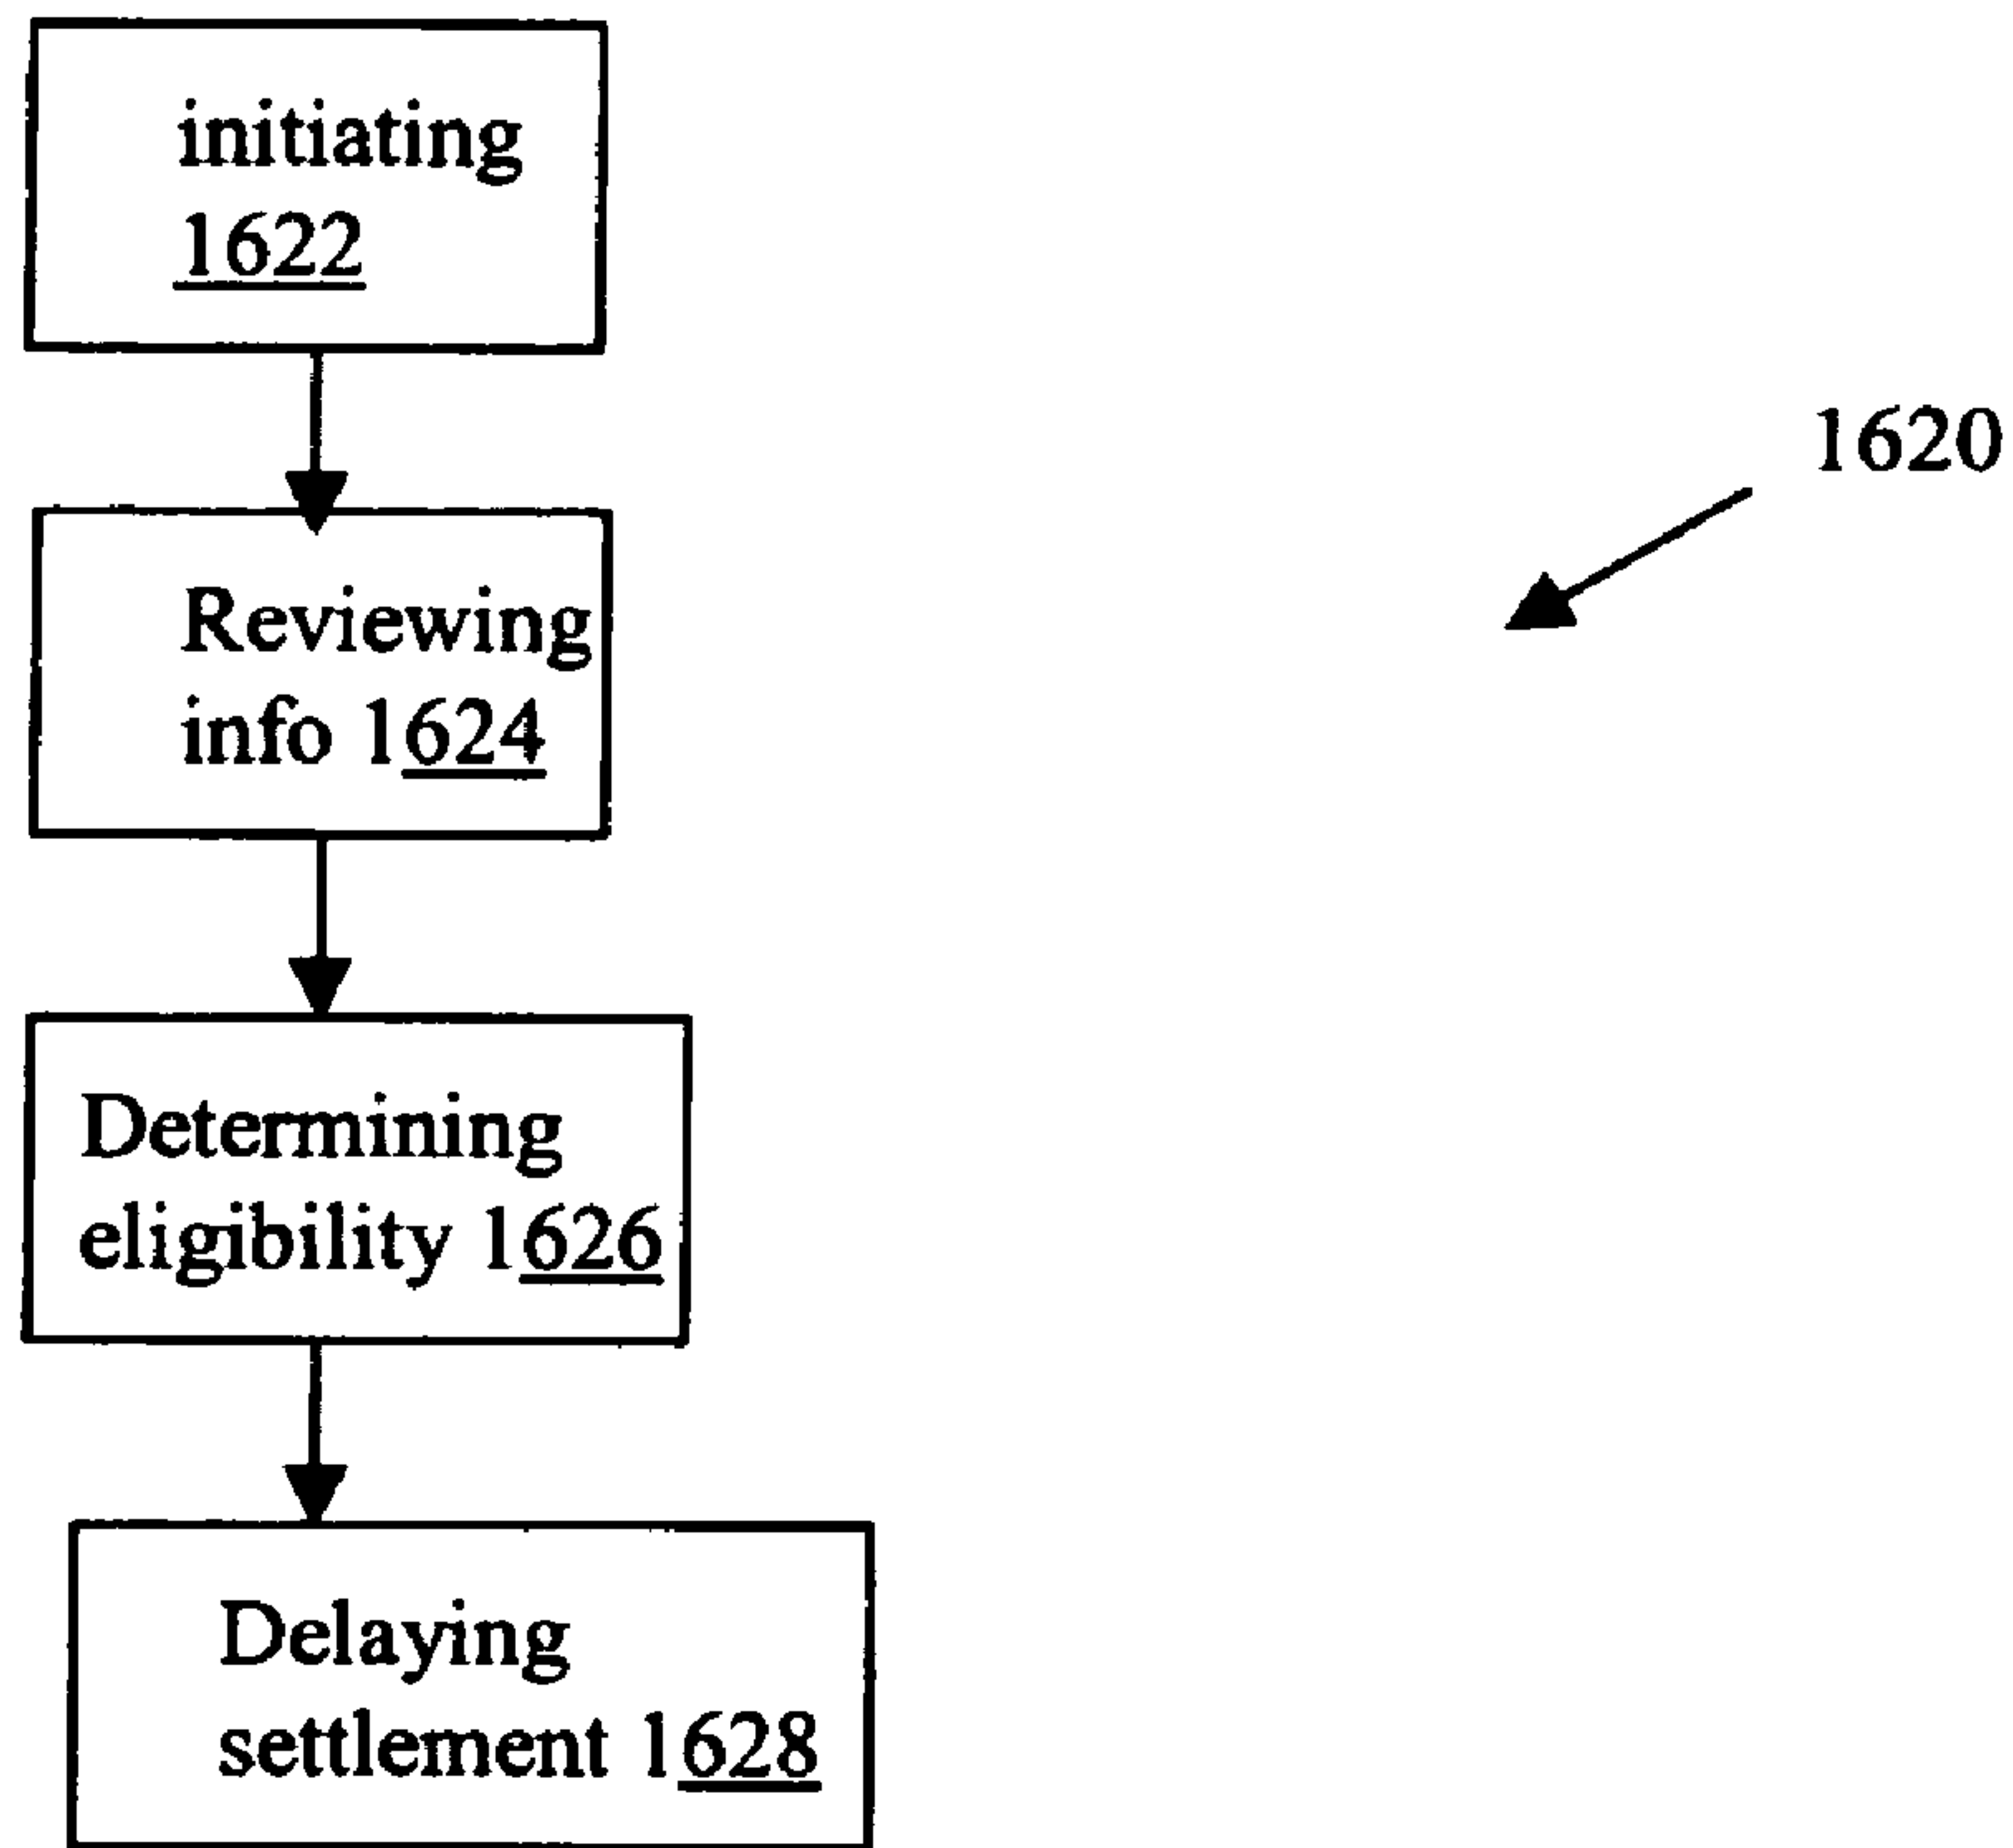 initiating
1622
1620
Reviewing
info 1624
Determining
eligibility 1626
Delaying
settlement 1628